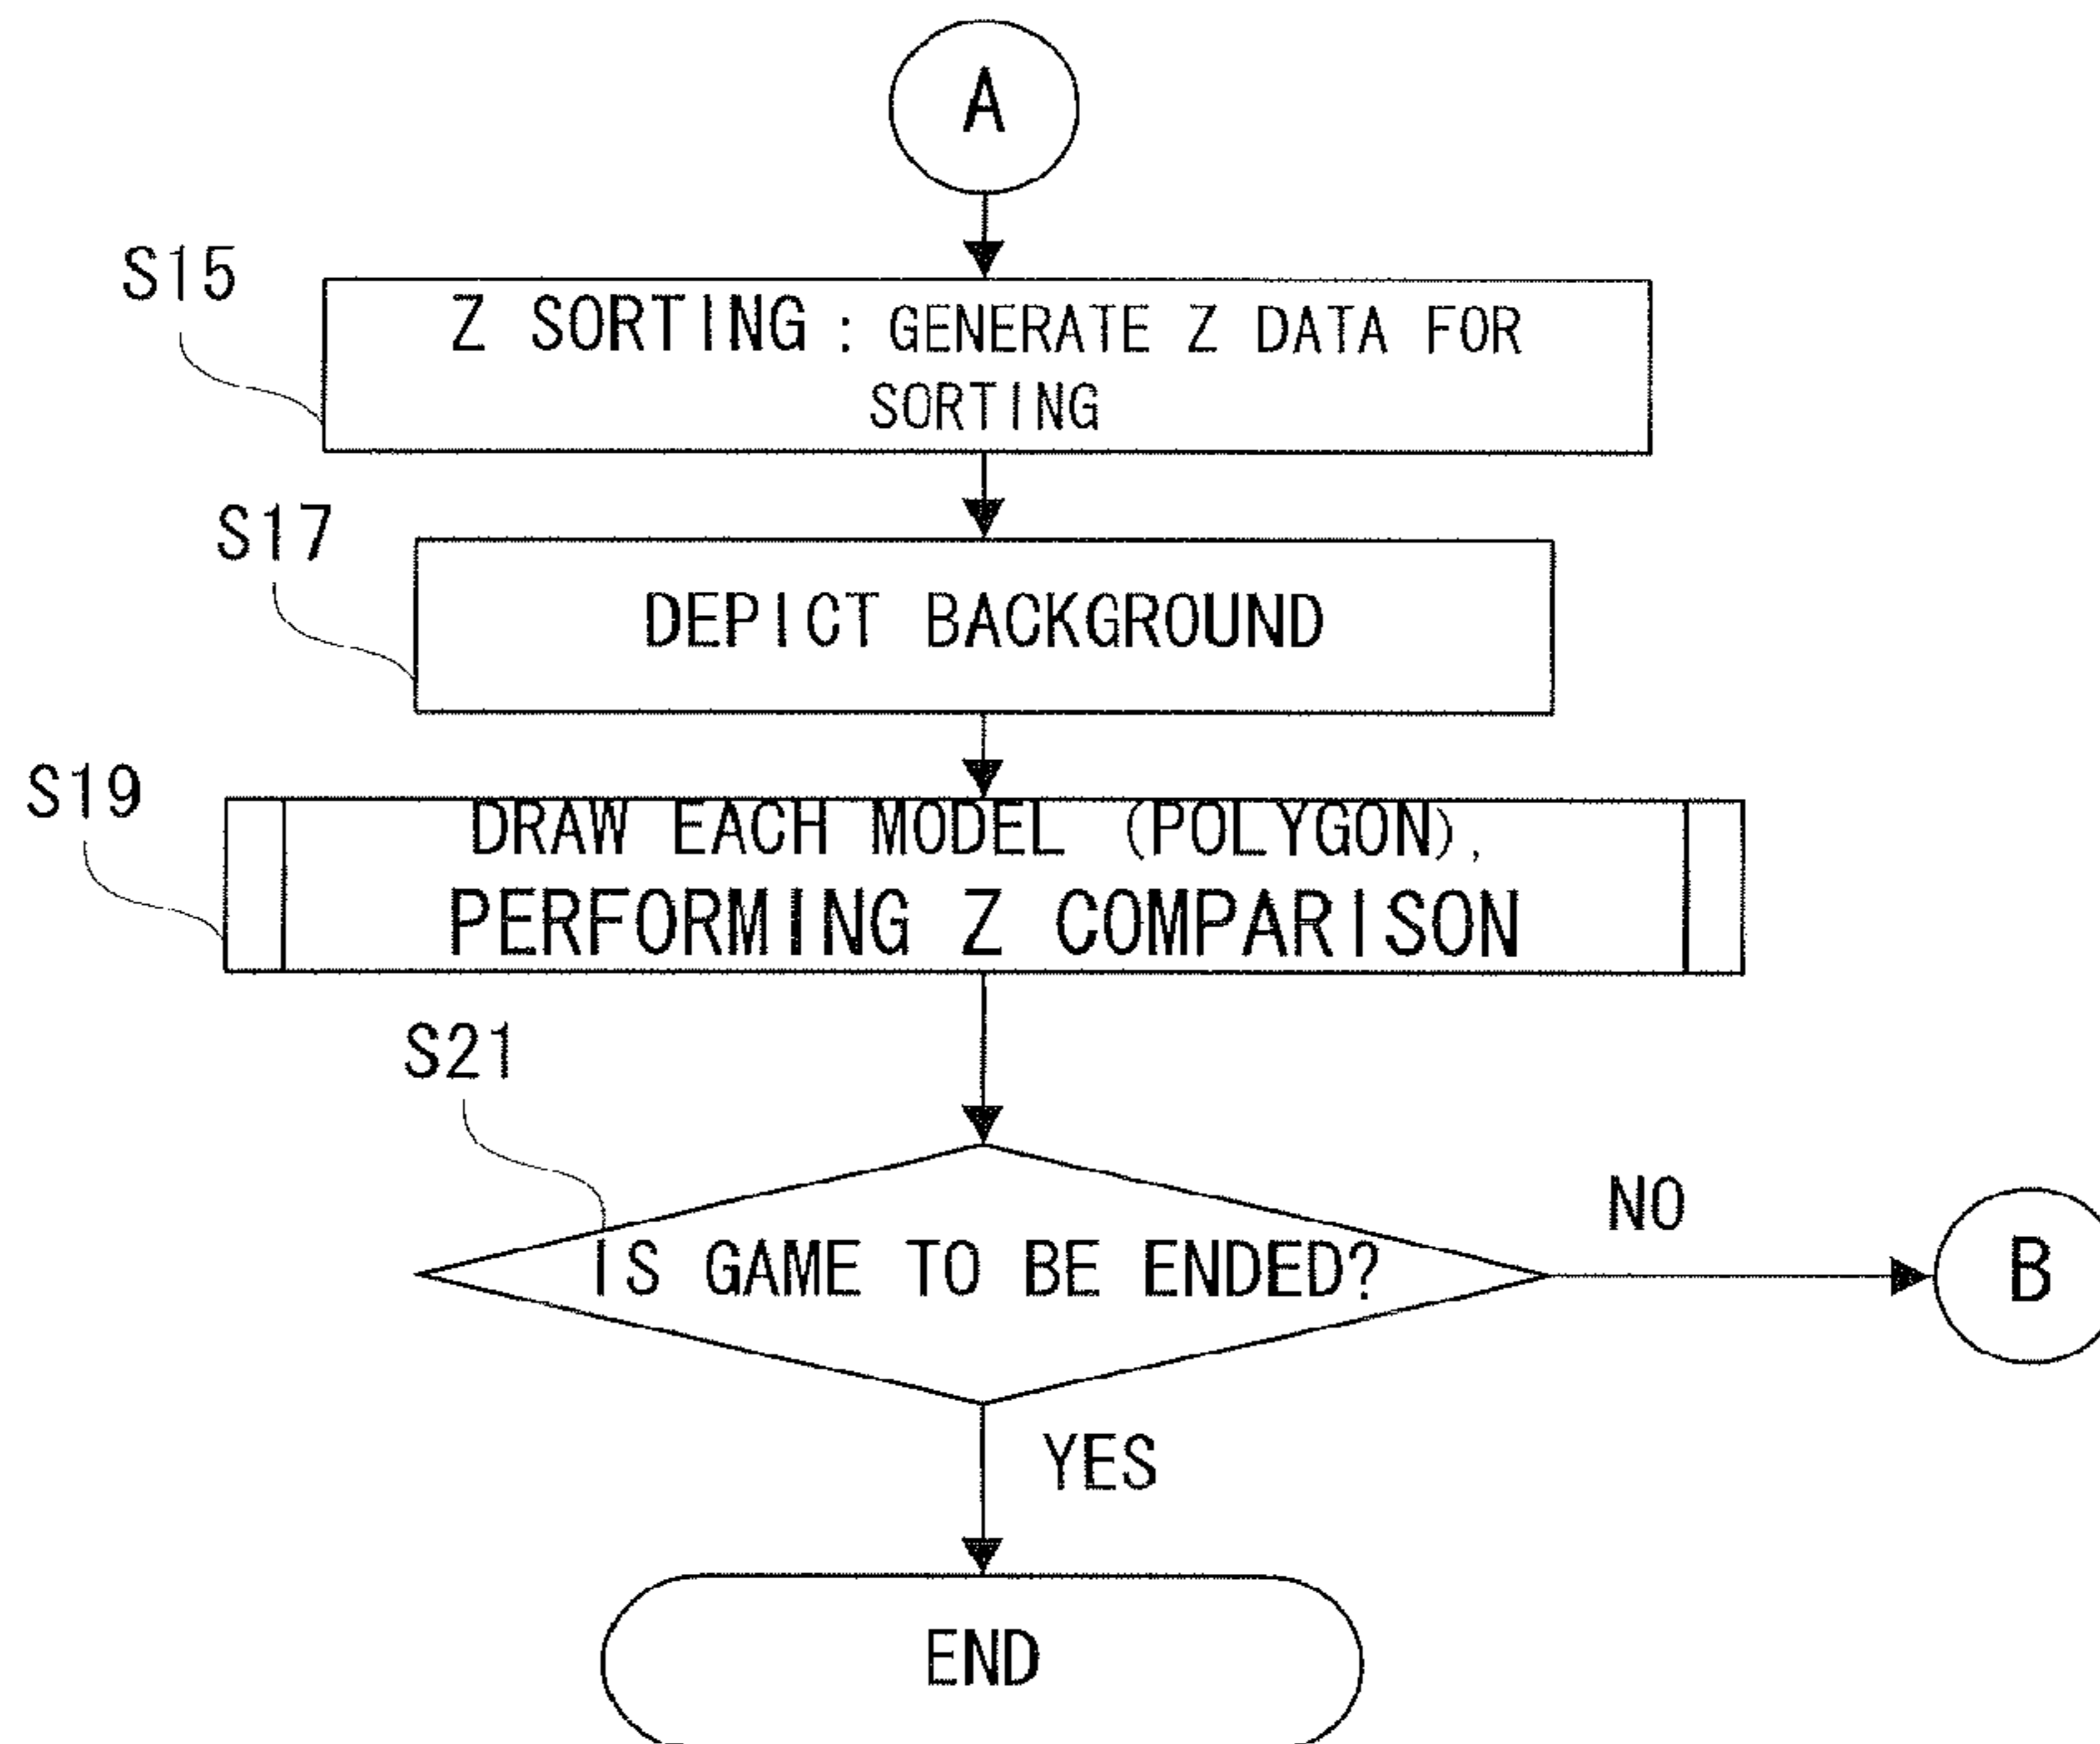 A
S15
Z SORTING : GENERATE Z DATA FOR
SORTING
S17
DEPICT BACKGROUND
S19
DRAW EACH MODEL (POLYGON),
PERFORMING Z COMPARISON
S21
IS GAME TO BE ENDED?
NO
B
YES
END